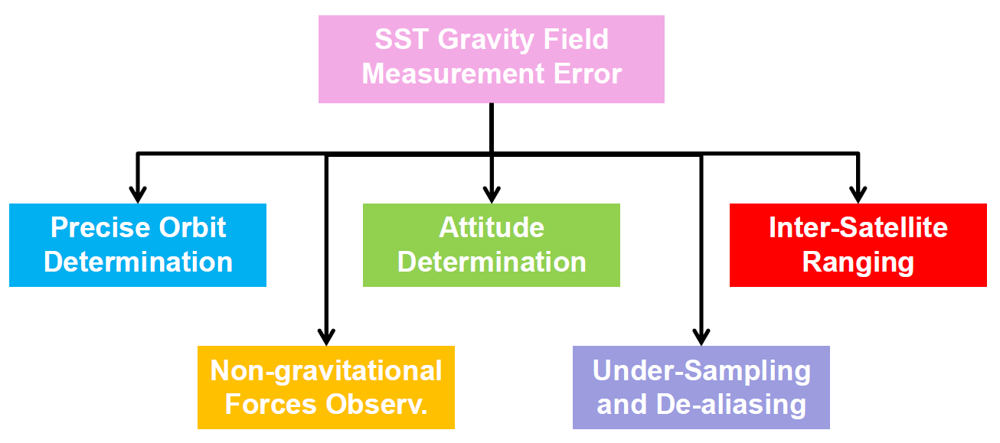 SST Gravity Field
Measurement Error
Precise Orbit
Determination
Attitude
Determination
Inter-Satellite
Ranging
Non-gravitational
Forces Observ.
Under-Sampling
and De-aliasing